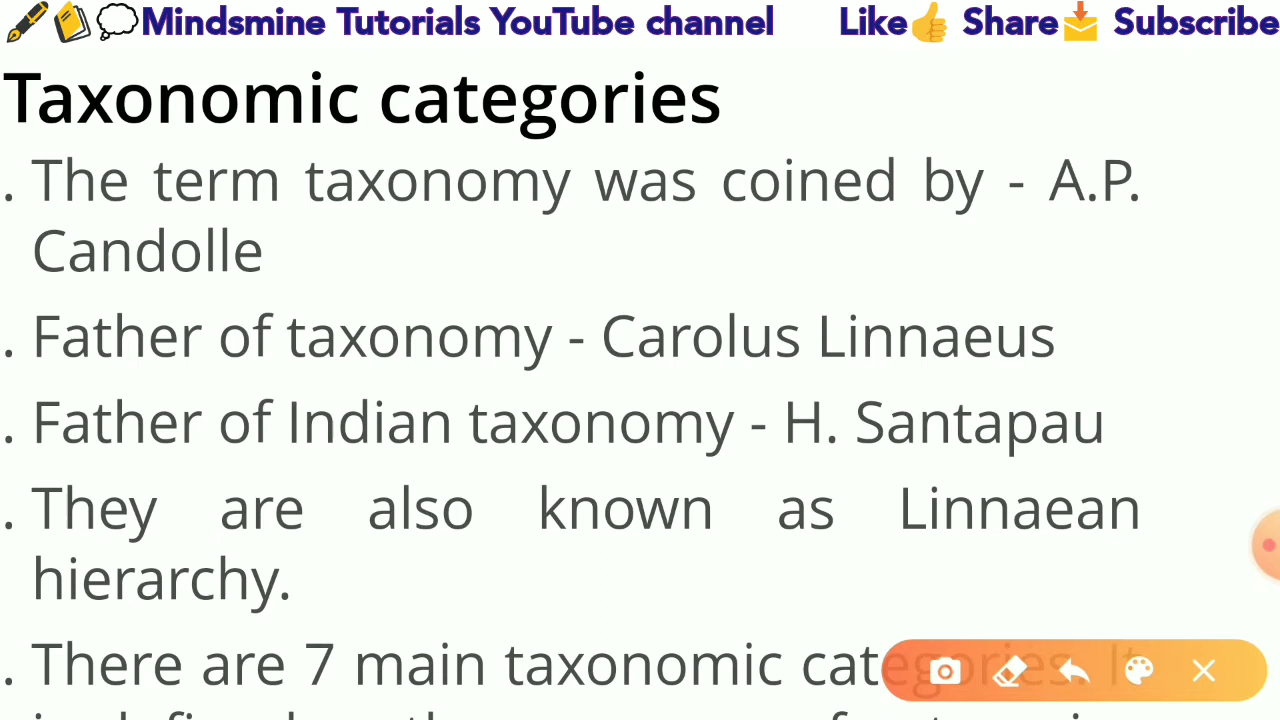 Mindsmine Tutorials YouTube channel Like Share Subscribe
Taxonomic categories
. The term taxonomy was coined by - A.P.
Candolle
. Father of taxonomy - Carolus Linnaeus
. Father of Indian taxonomy - H. Santapau
. They are also known as Linnaean
hierarchy.
. There are 7 main taxonomic categories. It